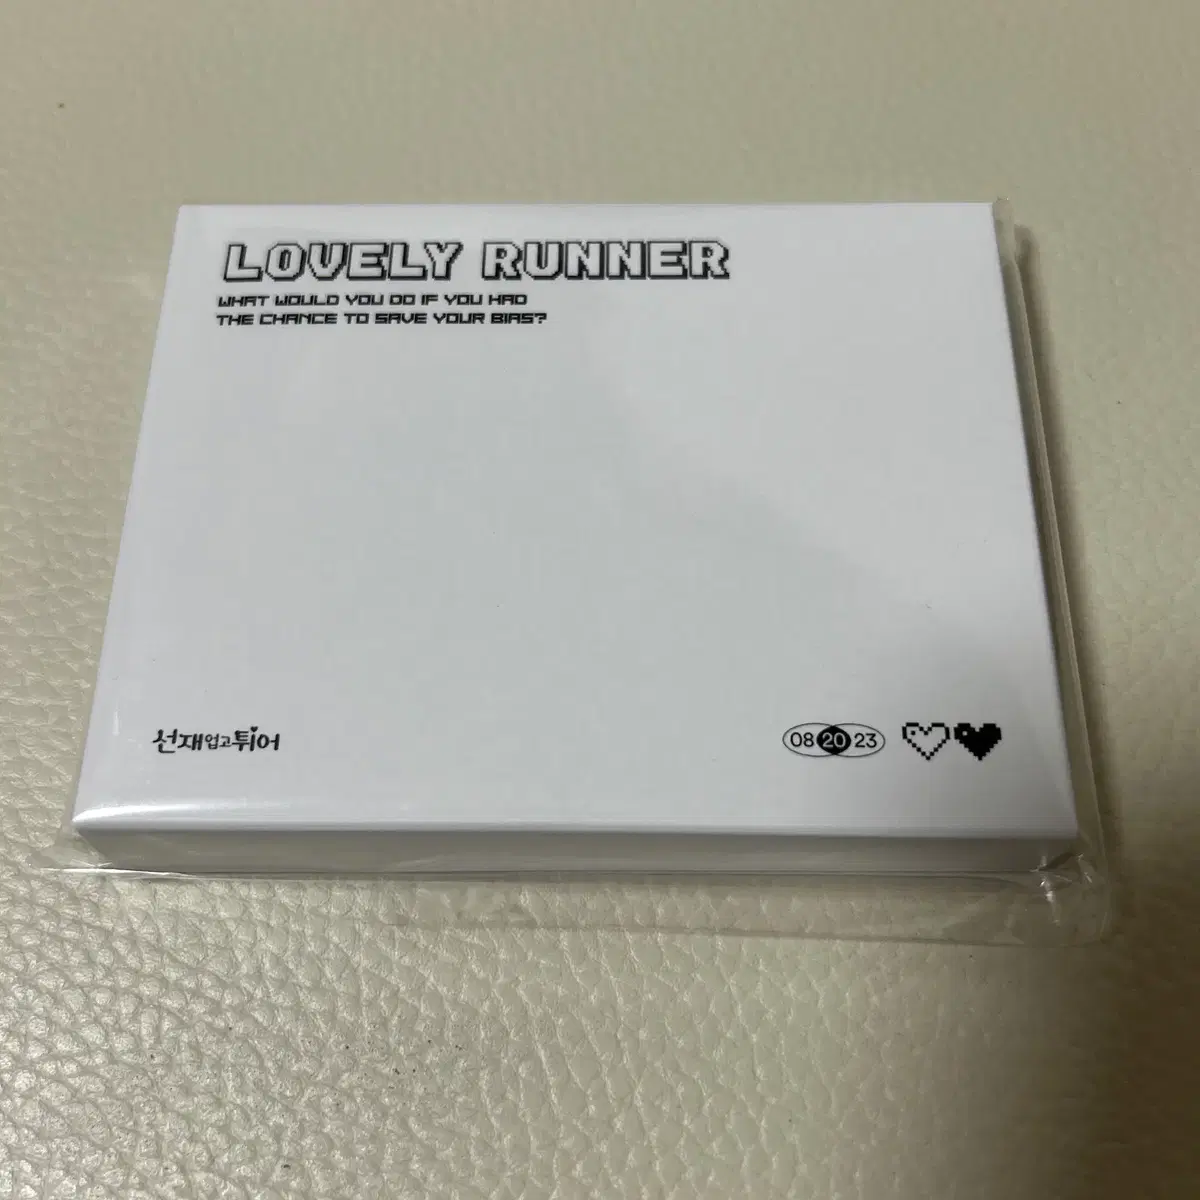 LOVELY RUNNER
WHAT WOULD YOU DO IF YOU HAD
THE CHANCE TO SAVE YOUR BIAS?
선재업고튀어
08 20 23